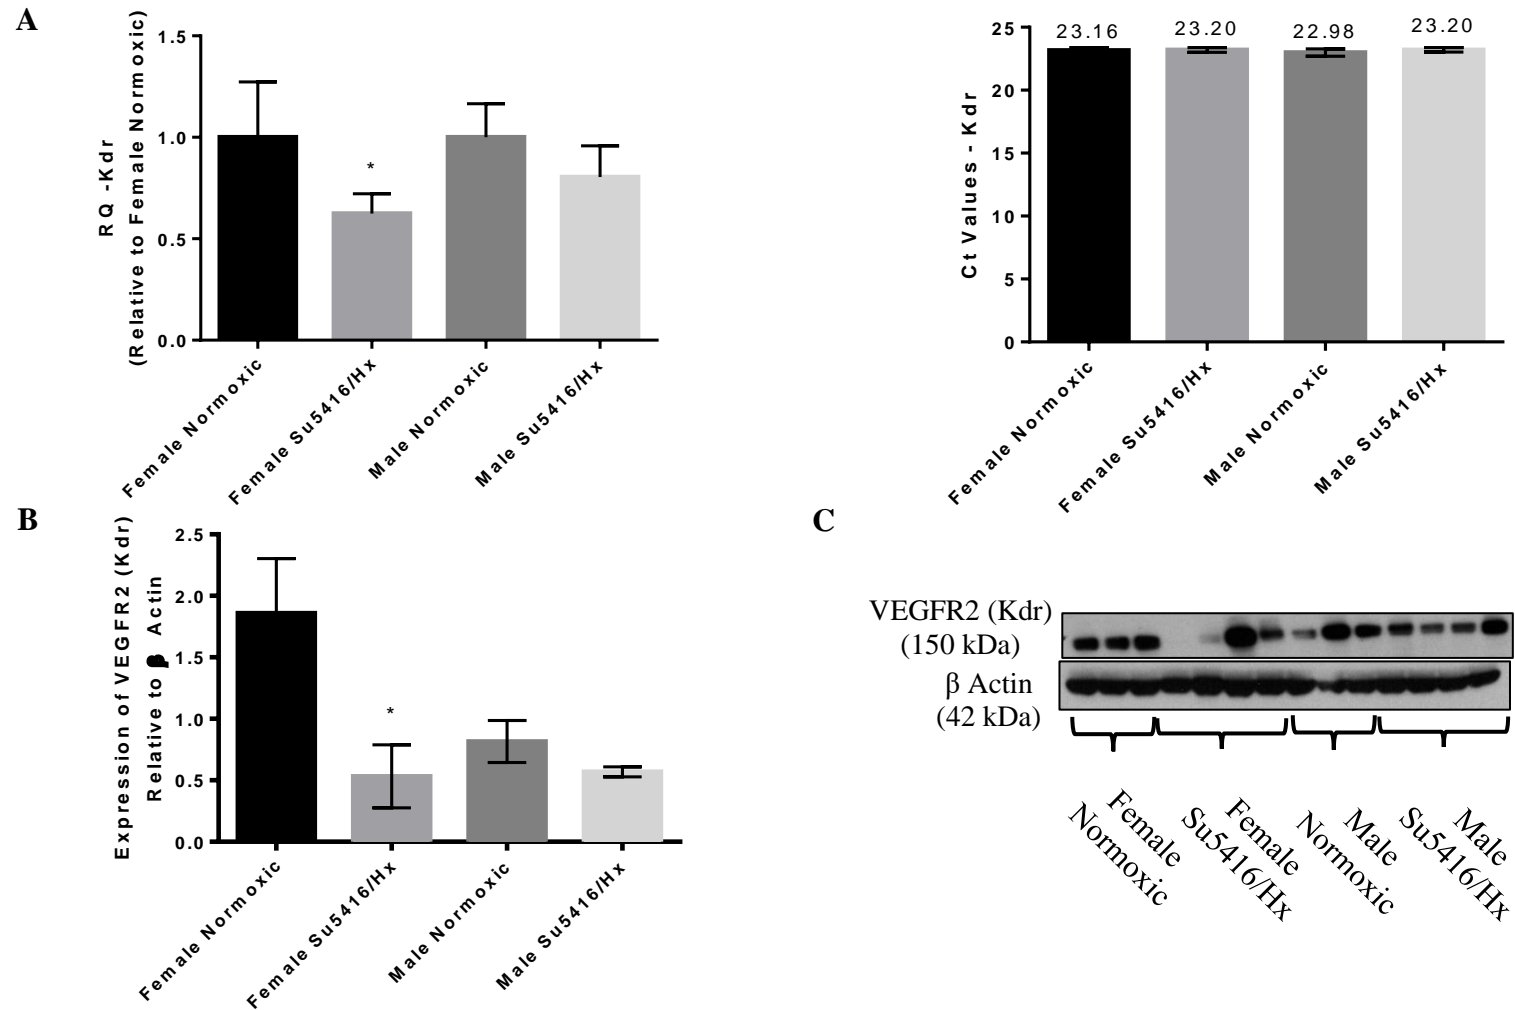 A
RQ -Kdr
(Relative to Female Normoxic)
1.5
1.0
0.5
0.0
*
Female Normoxic
Female Su5416/Hx
Male Normoxic
Male Su5416/Hx
Ct Values - Kdr
25
20
15
10
5
0
23.16
23.20
22.98
23.20
Female Normoxic
Female Su5416/Hx
Male Normoxic
Male Su5416/Hx
B
Expression of VEGFR2 (Kdr)
Relative to β Actin
2.5
2.0
1.5
1.0
0.5
0.0
*
Female Normoxic
Female Su5416/Hx
Male Normoxic
Male Su5416/Hx
C
VEGFR2 (Kdr)
(150 kDa)
β Actin
(42 kDa)
Female
Normoxic
Female
Su5416/Hx
Male
Normoxic
Male
Su5416/Hx